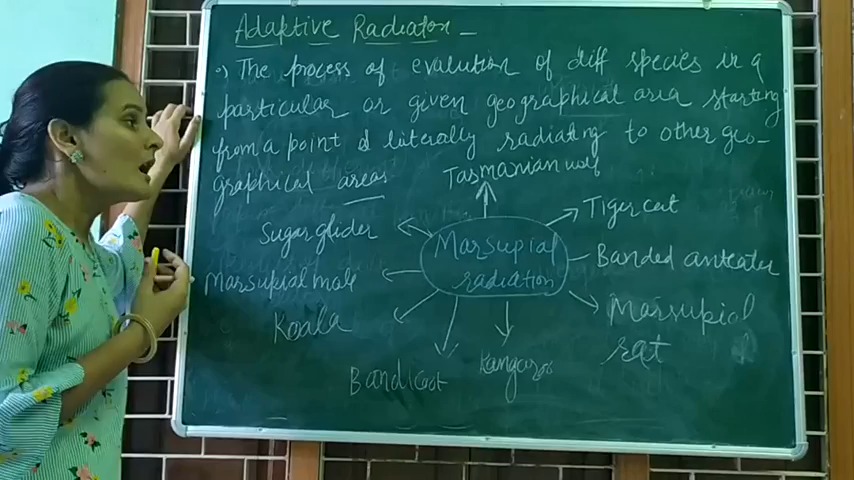 Adaptive Radiation -
•) The process of evalution of diff species in a
particular or given geographical area starting
from a point & literally radiating to other geo-
graphical areas
Tasmanian wolf
Sugar glider
Tiger cat
Marsupial
radiation
Banded anteater
Marsupial mole
Marsupial
rat
Koala
Bandicoot
Kangaroo